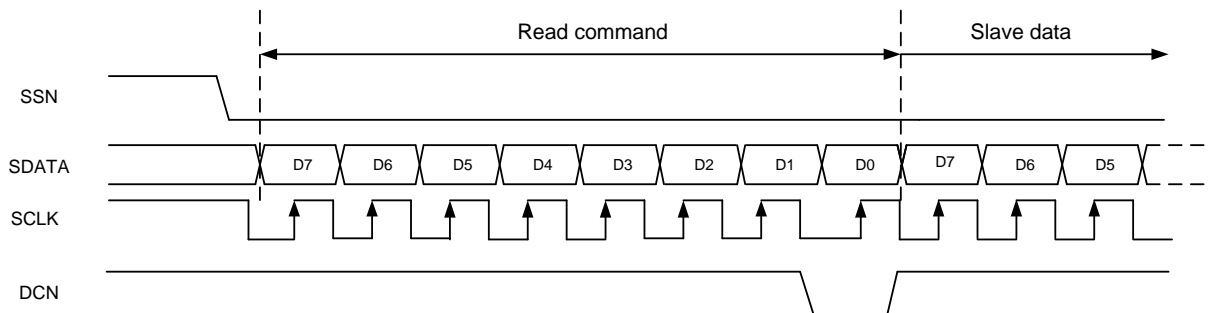 Read command Slave data
SSN
SDATA D7 D6 D5 D4 D3 D2 D1 D0 D7 D6 D5
SCLK
DCN